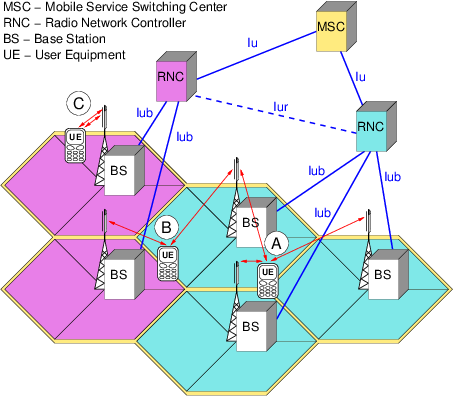 MSC – Mobile Service Switching Center
RNC – Radio Network Controller
BS – Base Station
UE – User Equipment
MSC
Iu
RNC
Iu
Iur
RNC
C
Iub
Iub
UE
BS
Iub
Iub
Iub
B
A
BS
UE
BS
UE
BS
BS